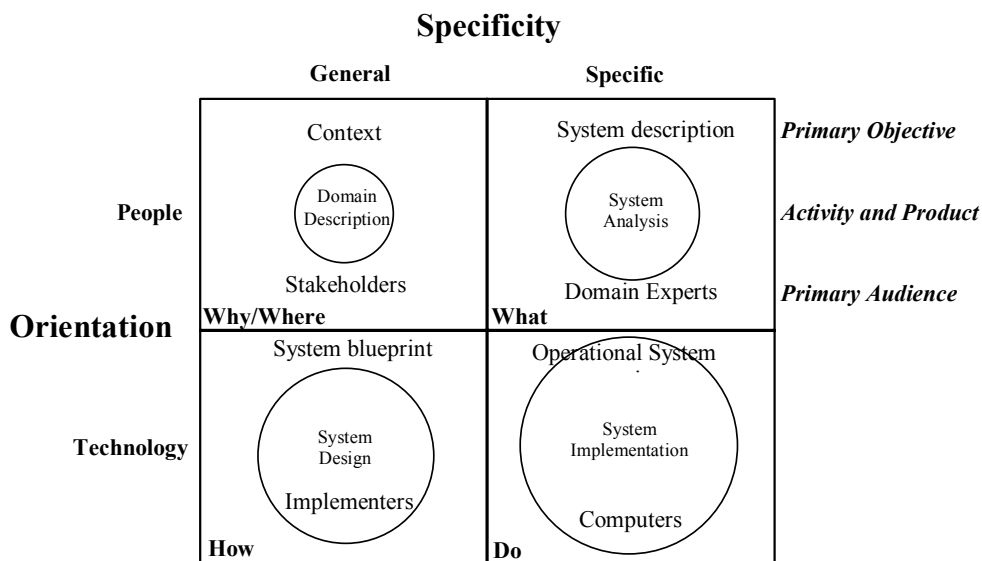 Specificity
General
Specific
Context
System description
Primary Objective
People
Domain
Description
System
Analysis
Activity and Product
Stakeholders
Domain Experts
Primary Audience
Orientation
Why/Where
What
System blueprint
Operational System
Technology
System
Design
System
Implementation
Implementers
Computers
How
Do